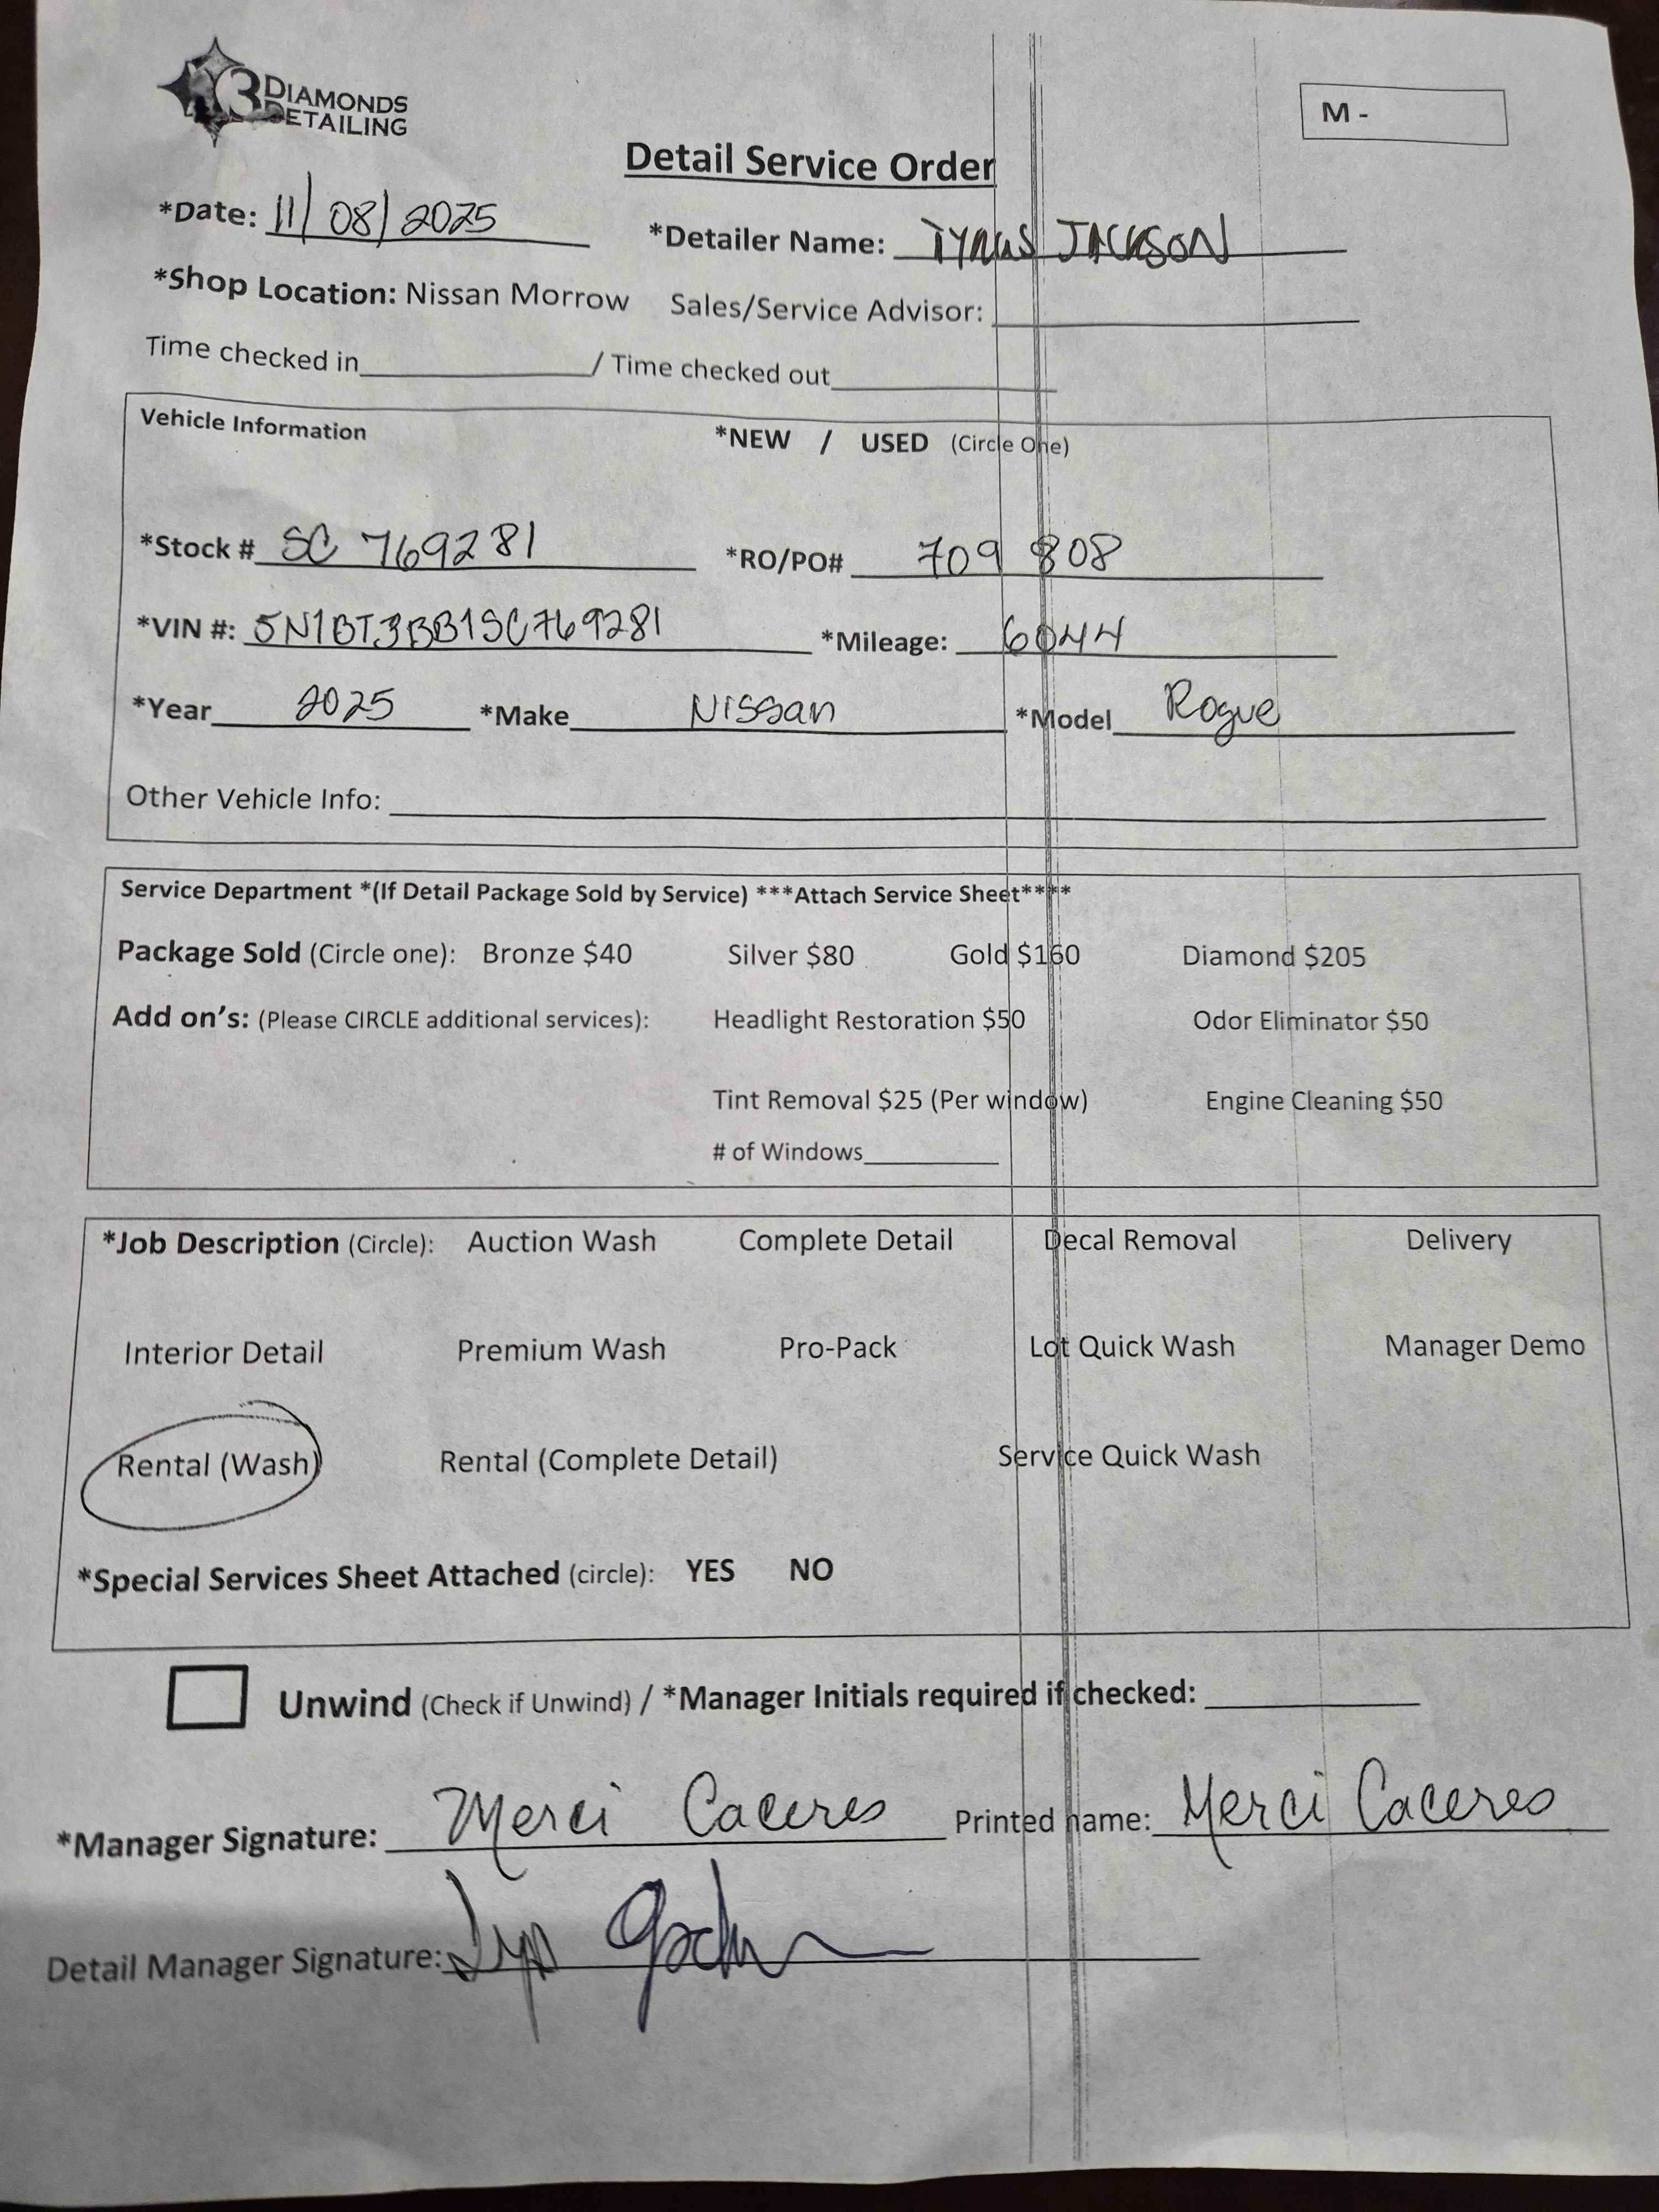 3 DIAMONDS
DETAILING
M -
Detail Service Order
*Date: 11/08/2025 *Detailer Name: TYRUS JACKSON
*Shop Location: Nissan Morrow Sales/Service Advisor:
Time checked in / Time checked out
Vehicle Information *NEW / USED (Circle One)
*Stock # SC 769281 *RO/PO# 709 808
*VIN #: 5N1BT3BB1SC769281 *Mileage: 6044
*Year 2025 *Make Nissan *Model Rogue
Other Vehicle Info:
Service Department *(If Detail Package Sold by Service) ***Attach Service Sheet****
Package Sold (Circle one): Bronze $40 Silver $80 Gold $160 Diamond $205
Add on's: (Please CIRCLE additional services): Headlight Restoration $50 Odor Eliminator $50
Tint Removal $25 (Per window) Engine Cleaning $50
# of Windows
*Job Description (Circle): Auction Wash Complete Detail Decal Removal Delivery
Interior Detail Premium Wash Pro-Pack Lot Quick Wash Manager Demo
Rental (Wash) Rental (Complete Detail) Service Quick Wash
*Special Services Sheet Attached (circle): YES NO
Unwind (Check if Unwind) / *Manager Initials required if checked:
*Manager Signature: Merci Caceres Printed name: Merci Caceres
Detail Manager Signature: